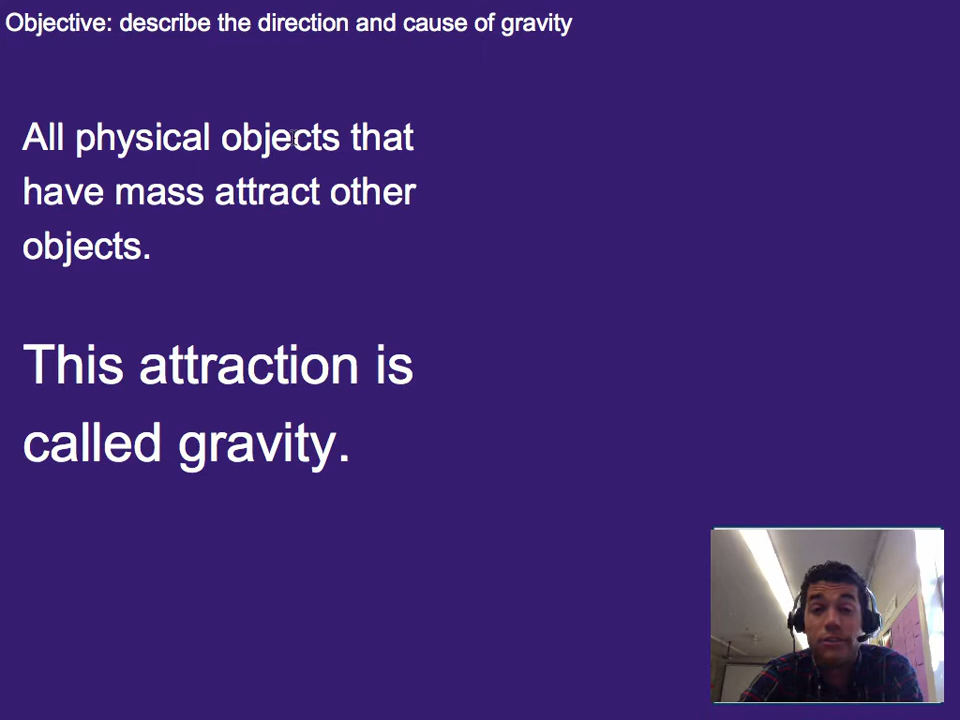 Objective: describe the direction and cause of gravity
All physical objects that
have mass attract other
objects.
This attraction is
called gravity.